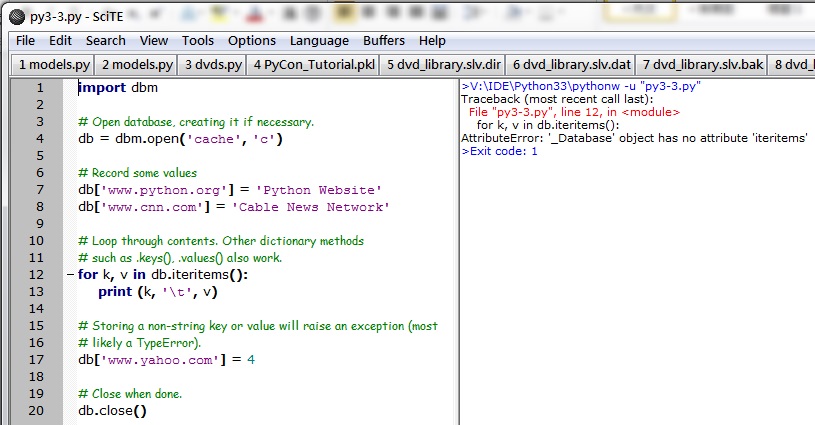 py3-3.py - SciTE
File Edit Search View Tools Options Language Buffers Help
1 models.py 2 models.py 3 dvds.py 4 PyCon_Tutorial.pkl 5 dvd_library.slv.dir 6 dvd_library.slv.dat 7 dvd_library.slv.bak 8 dvd_l
1 import dbm
2
3 # Open database, creating it if necessary.
4 db = dbm.open('cache', 'c')
5
6 # Record some values
7 db['www.python.org'] = 'Python Website'
8 db['www.cnn.com'] = 'Cable News Network'
9
10 # Loop through contents. Other dictionary methods
11 # such as .keys(), .values() also work.
12 for k, v in db.iteritems():
13 print (k, '\t', v)
14
15 # Storing a non-string key or value will raise an exception (most
16 # likely a TypeError).
17 db['www.yahoo.com'] = 4
18
19 # Close when done.
20 db.close()
>V:\IDE\Python33\pythonw -u "py3-3.py"
Traceback (most recent call last):
File "py3-3.py", line 12, in <module>
for k, v in db.iteritems():
AttributeError: '_Database' object has no attribute 'iteritems'
>Exit code: 1